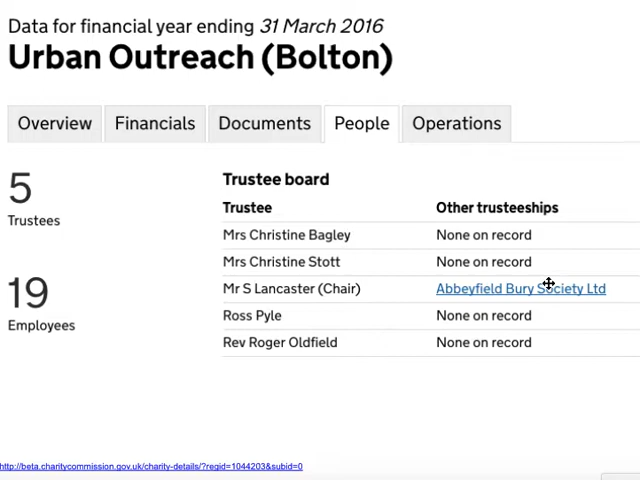 Data for financial year ending 31 March 2016
Urban Outreach (Bolton)
Overview Financials Documents People Operations
5
Trustees
19
Employees
Trustee board
Trustee Other trusteeships
Mrs Christine Bagley None on record
Mrs Christine Stott None on record
Mr S Lancaster (Chair) Abbeyfield Bury Society Ltd
Ross Pyle None on record
Rev Roger Oldfield None on record
http://beta.charitycommission.gov.uk/charity-details/?regid=1044203&subid=0